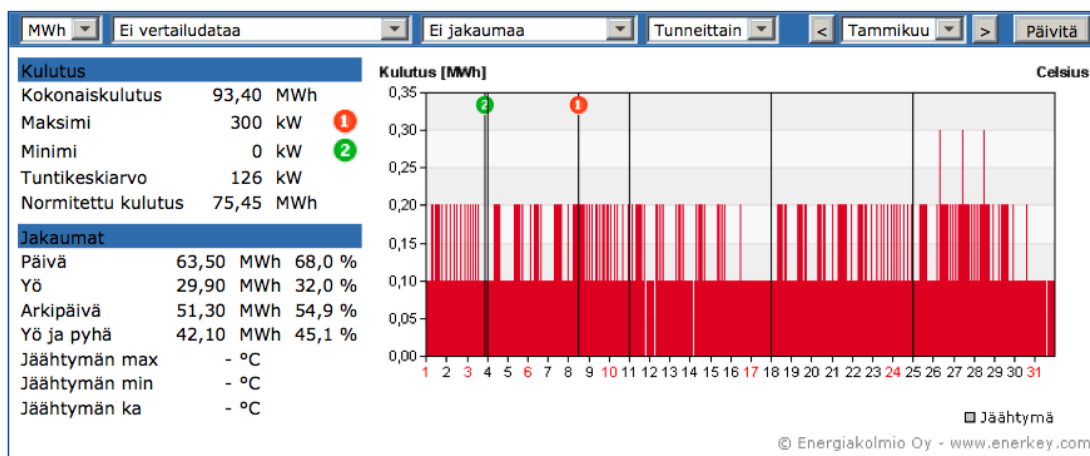 MWh Ei vertailudataa Ei jakaumaa Tunneittain < Tammikuu > Päivitä
Kulutus
Kokonaiskulutus 93,40 MWh
Maksimi 300 kW 1
Minimi 0 kW 2
Tuntikeskiarvo 126 kW
Normitettu kulutus 75,45 MWh
Jakaumat
Päivä 63,50 MWh 68,0 %
Yö 29,90 MWh 32,0 %
Arkipäivä 51,30 MWh 54,9 %
Yö ja pyhä 42,10 MWh 45,1 %
Jäähtymän max - °C
Jäähtymän min - °C
Jäähtymän ka - °C
Kulutus [MWh] Celsius
0,35
2 1
0,30
0,25
0,20
0,15
0,10
0,05
0,00
1 2 3 4 5 6 7 8 9 10 11 12 13 14 15 16 17 18 19 20 21 22 23 24 25 26 27 28 29 30 31
Jäähtymä
© Energiakolmio Oy - www.enerkey.com